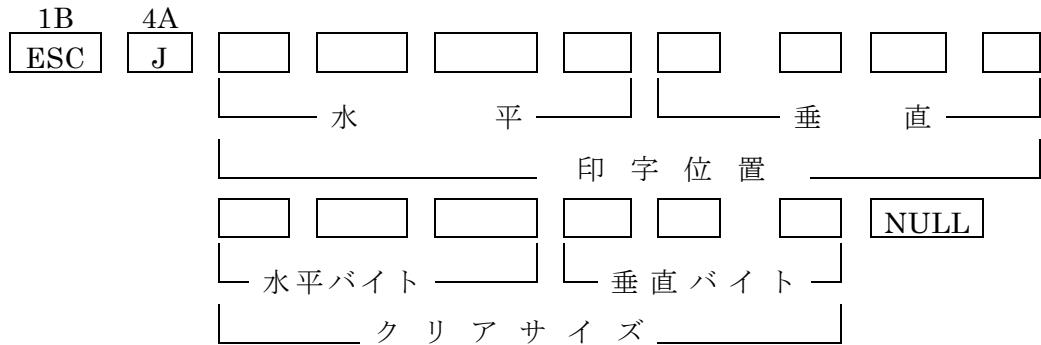 1B 4A
ESC J
水平 垂直
印字位置
NULL
水平バイト 垂直バイト
クリアサイズ